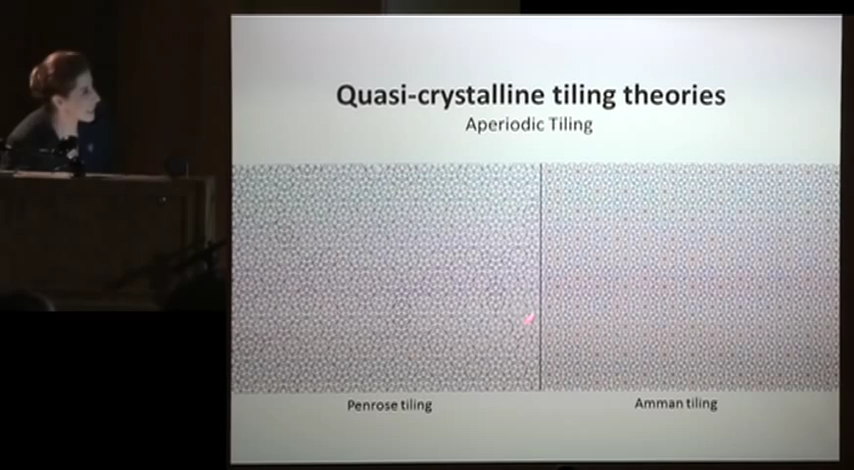 Quasi-crystalline tiling theories
Aperiodic Tiling
Penrose tiling
Amman tiling